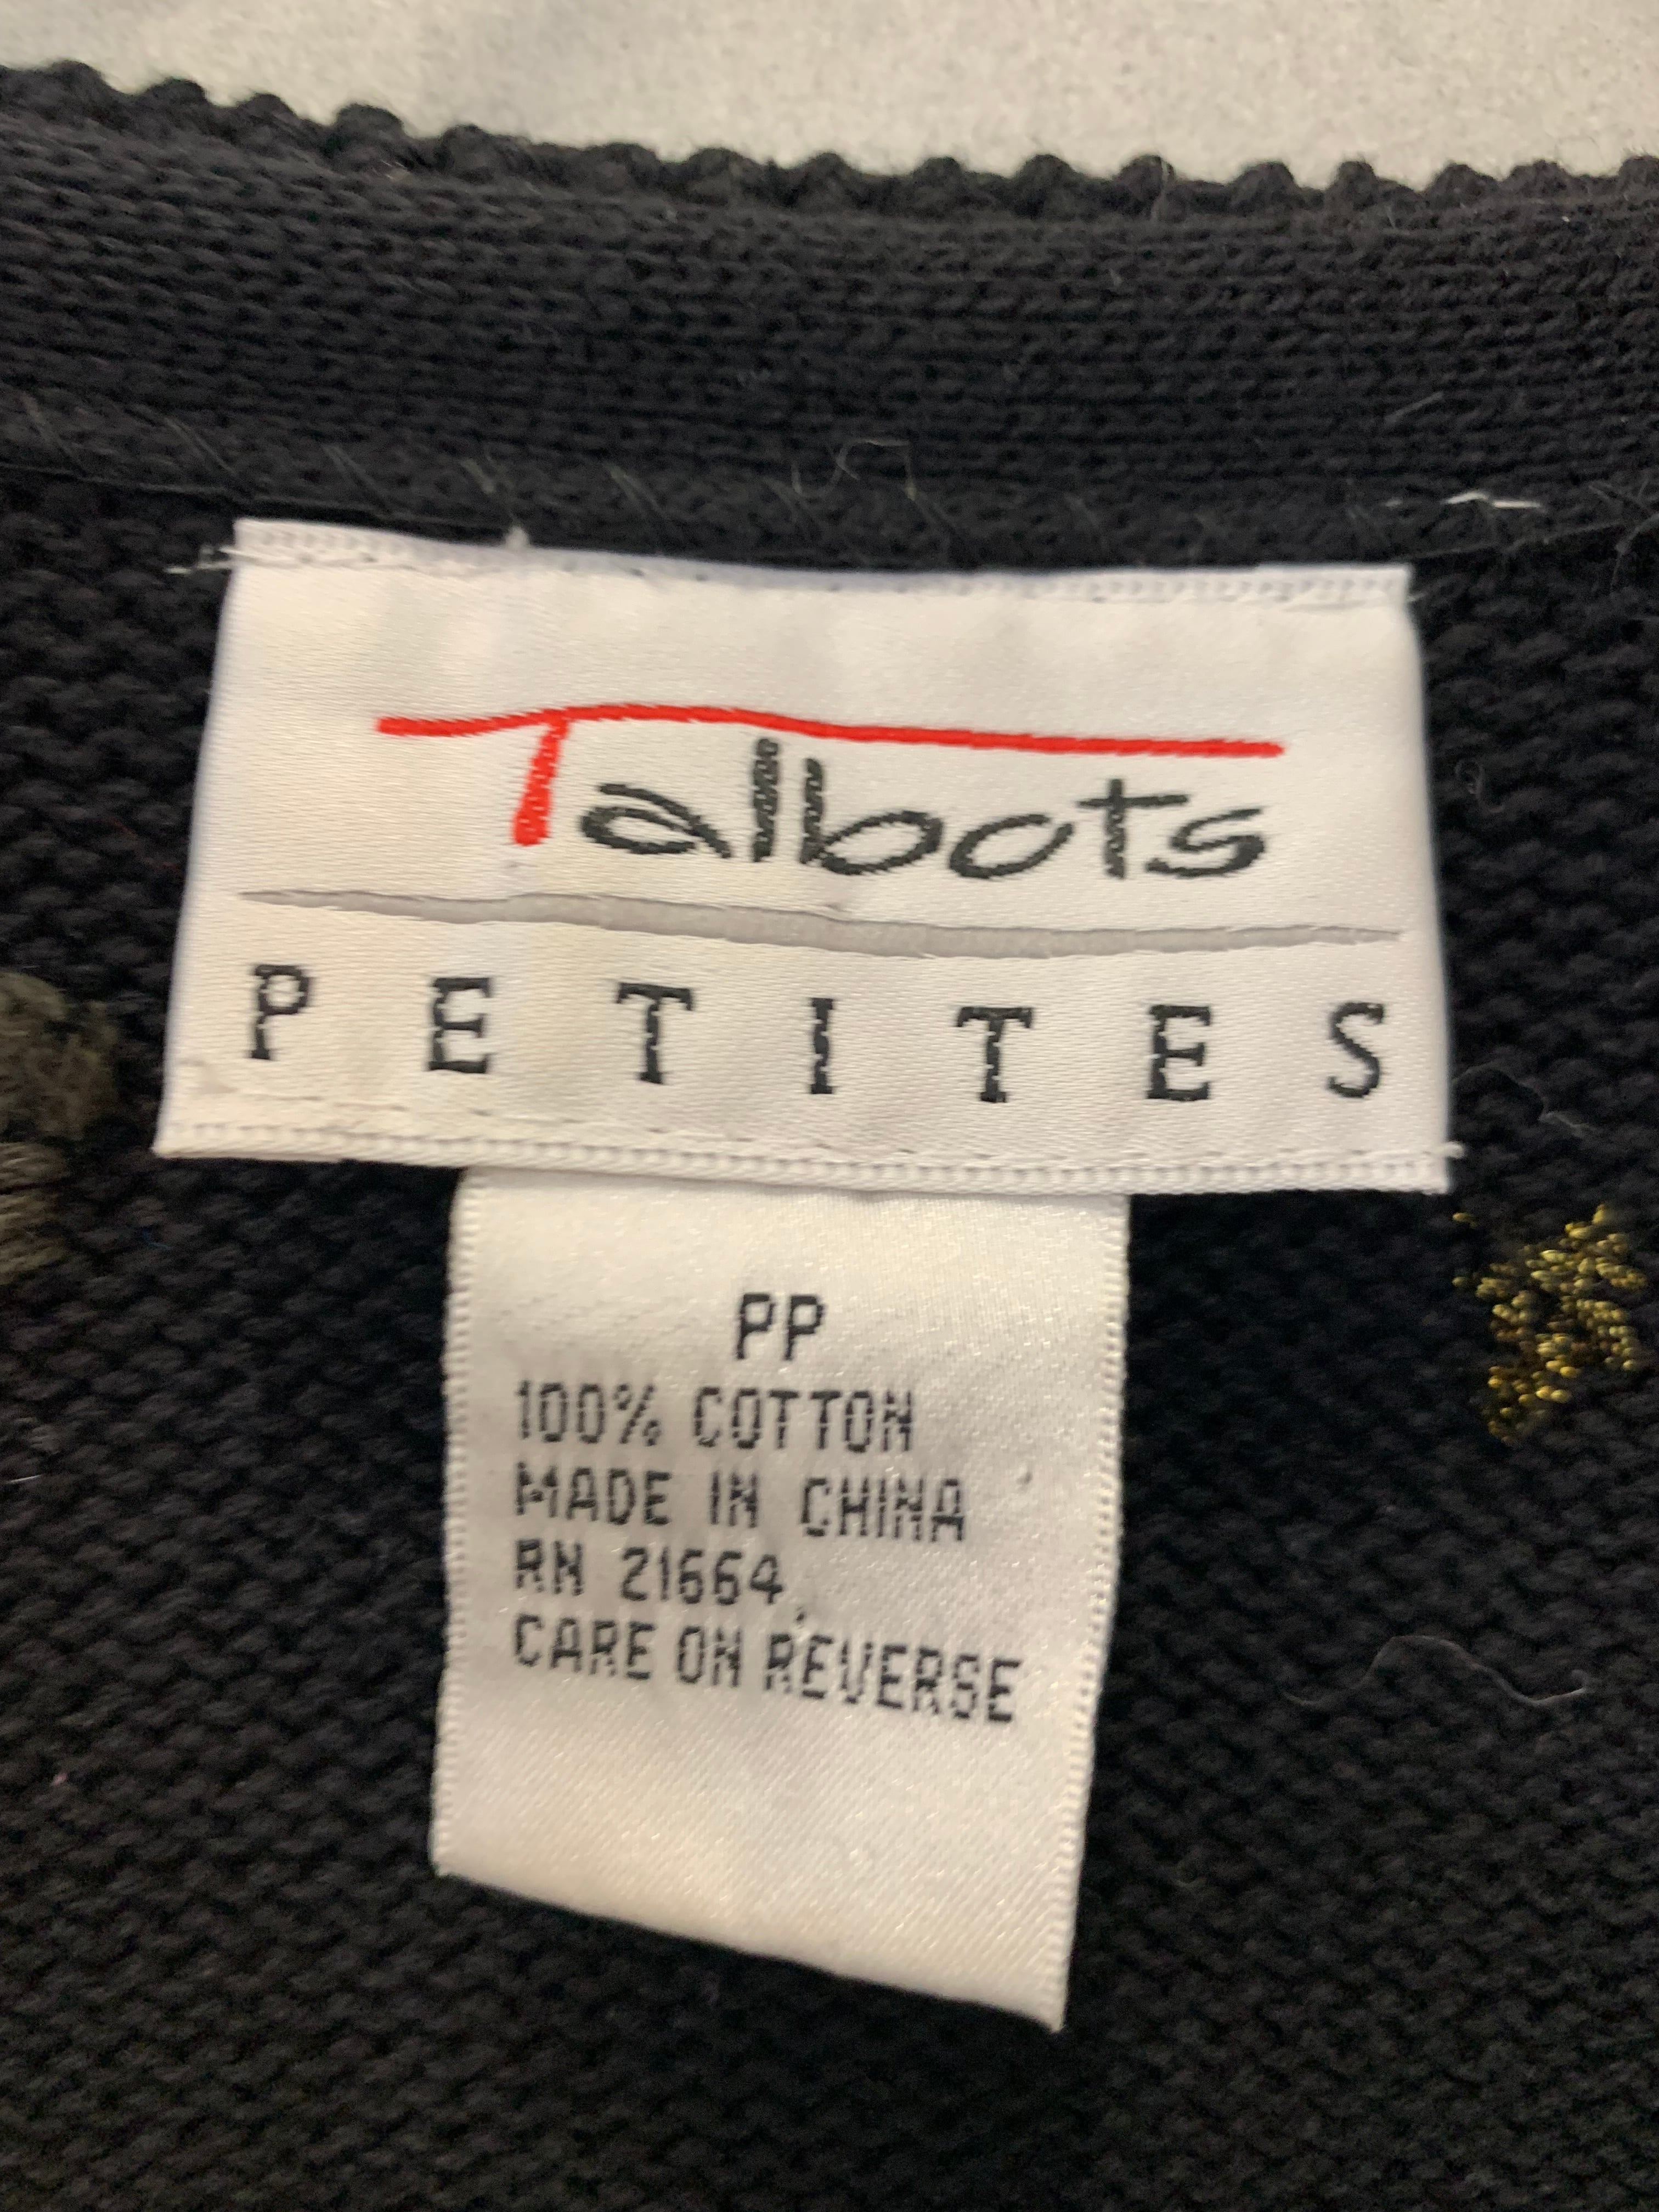 Talbots
PETITES
PP
100% COTTON
MADE IN CHINA
RN 21664
CARE ON REVERSE